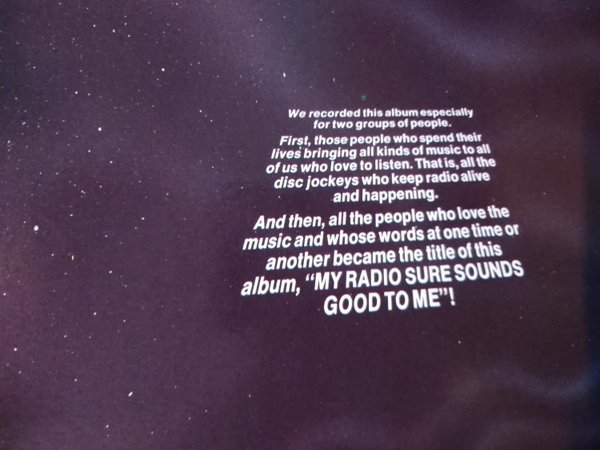 We recorded this album especially
for two groups of people.
First, those people who spend their
lives bringing all kinds of music to all
of us who love to listen. That is, all the
disc jockeys who keep radio alive
and happening.
And then, all the people who love the
music and whose words at one time or
another became the title of this
album, “MY RADIO SURE SOUNDS
GOOD TO ME”!